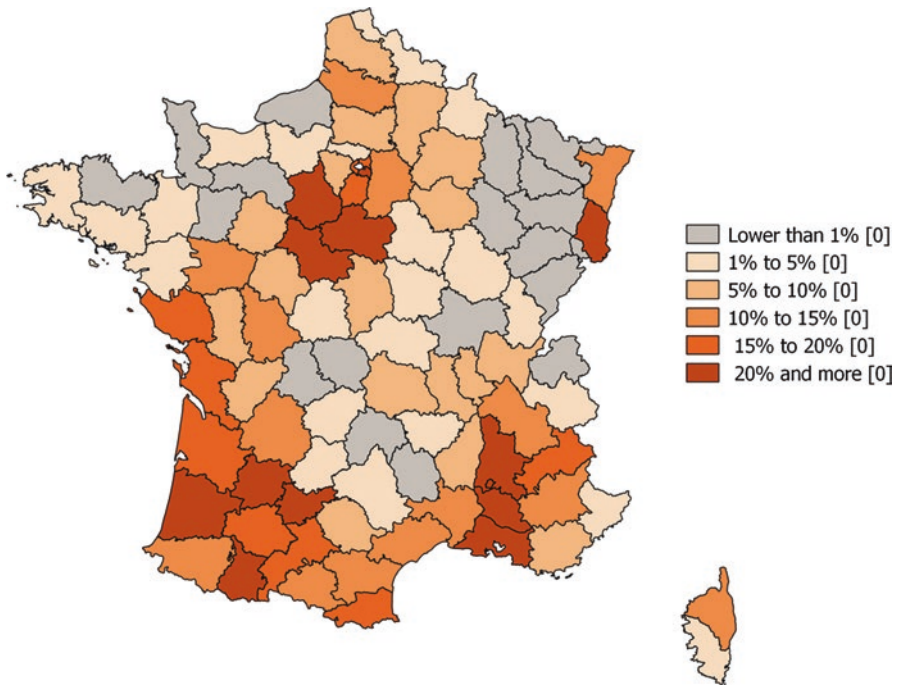 Lower than 1% [0]
1% to 5% [0]
5% to 10% [0]
10% to 15% [0]
15% to 20% [0]
20% and more [0]